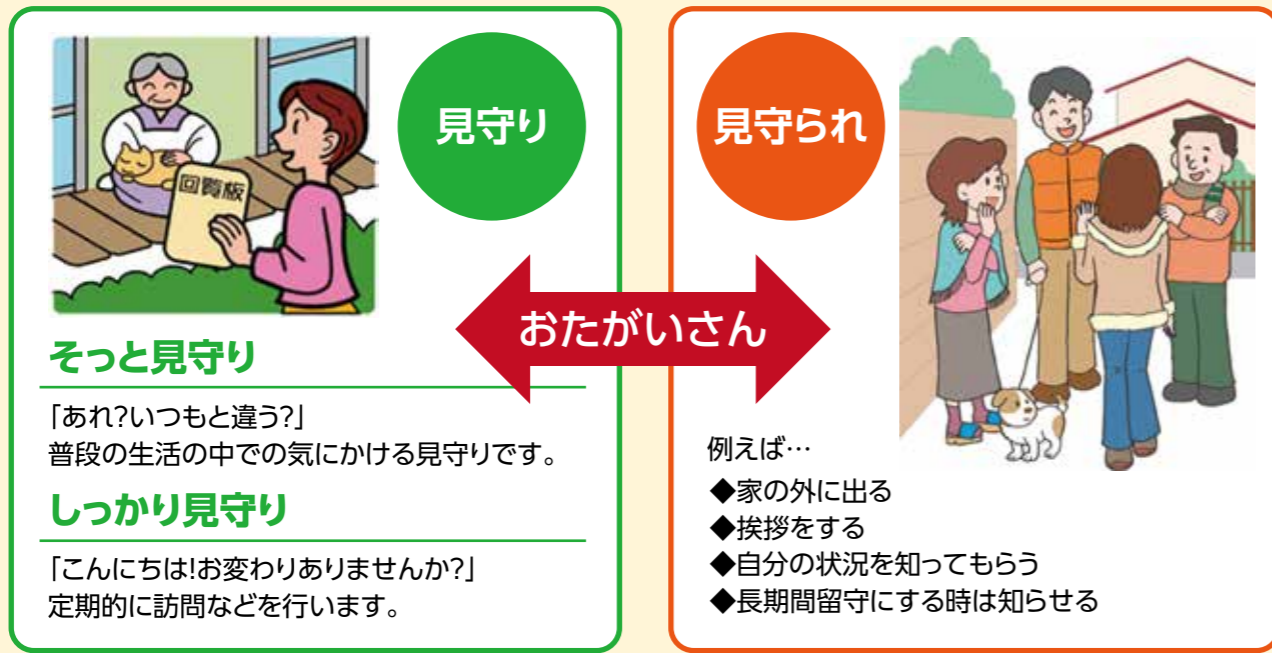 回覧板
見守り
そっと見守り
「あれ?いつもと違う?」
普段の生活の中での気にかける見守りです。
しっかり見守り
「こんにちは!お変わりありませんか?」
定期的に訪問などを行います。
おたがいさん
見守られ
例えば…
◆家の外に出る
◆挨拶をする
◆自分の状況を知ってもらう
◆長期間留守にする時は知らせる